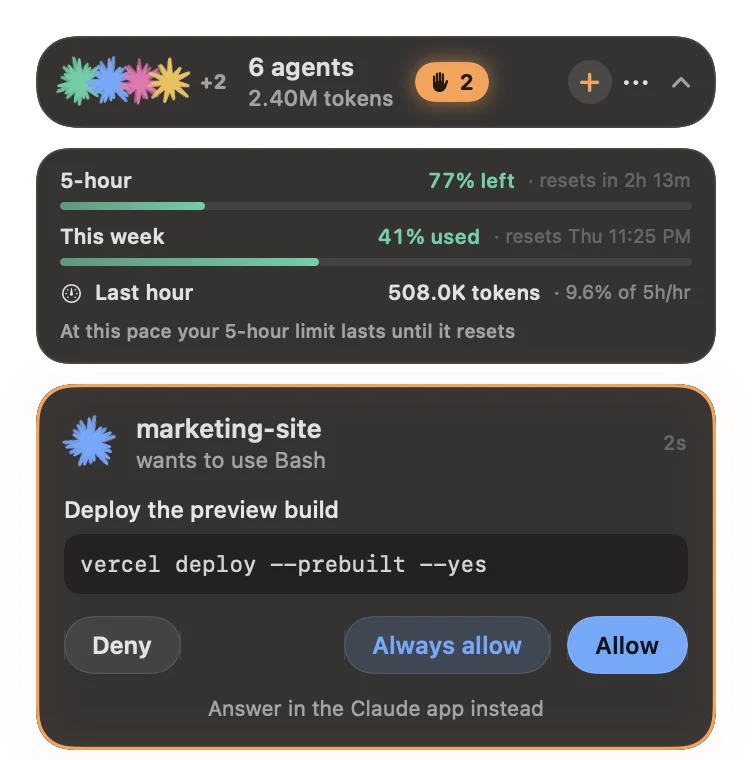 +2 6 agents 2
2.40M tokens
5-hour 77% left · resets in 2h 13m
This week 41% used · resets Thu 11:25 PM
Last hour 508.0K tokens · 9.6% of 5h/hr
At this pace your 5-hour limit lasts until it resets
marketing-site
wants to use Bash 2s
Deploy the preview build
vercel deploy --prebuilt --yes
Deny Always allow Allow
Answer in the Claude app instead